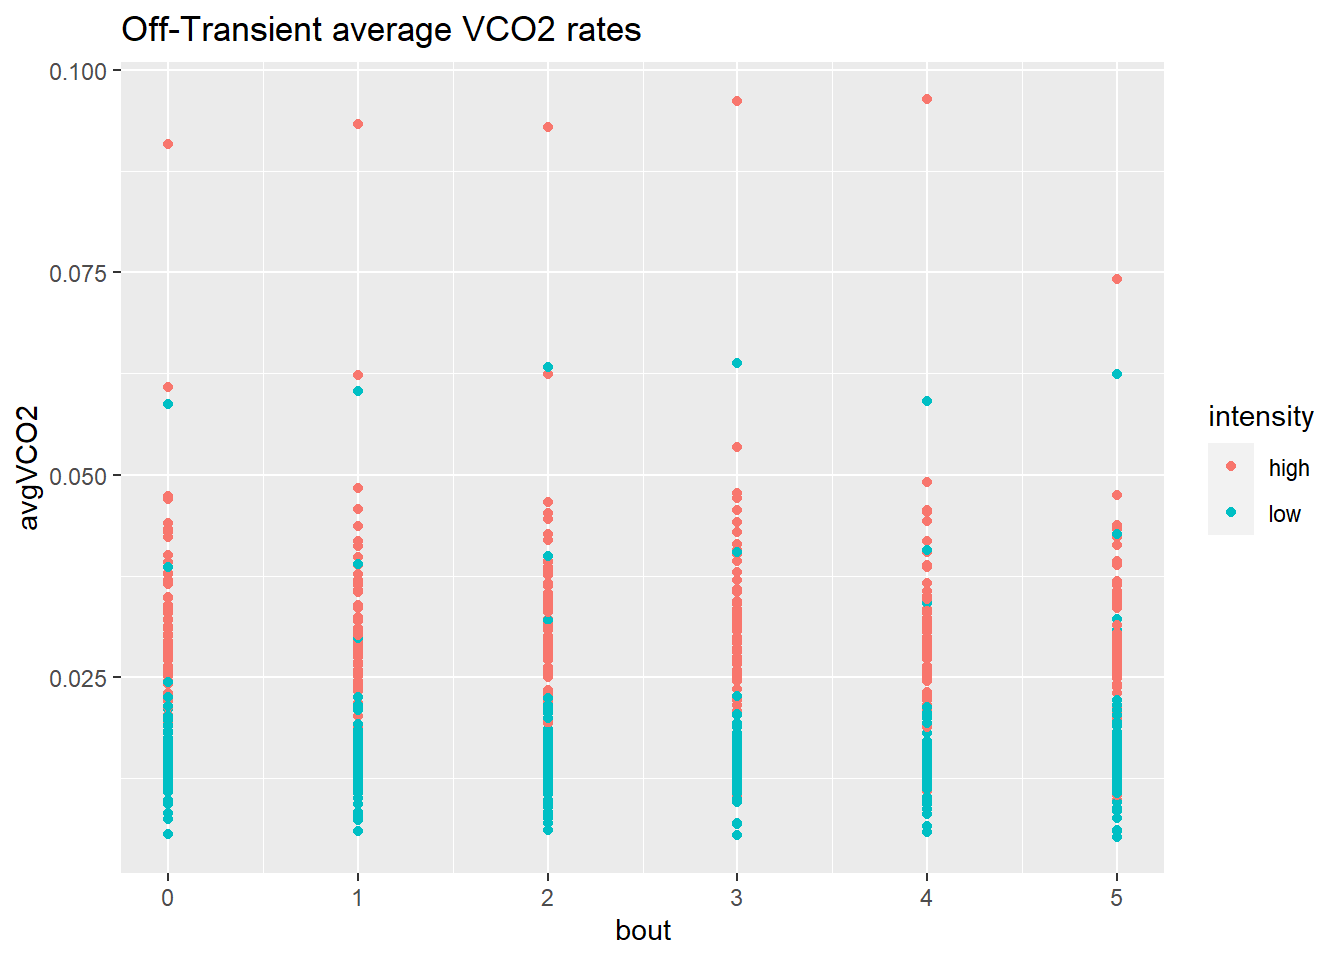 Off-Transient average VCO2 rates
0.100
0.075
0.050
0.025
avgVCO2
0 1 2 3 4 5
bout
intensity
high
low